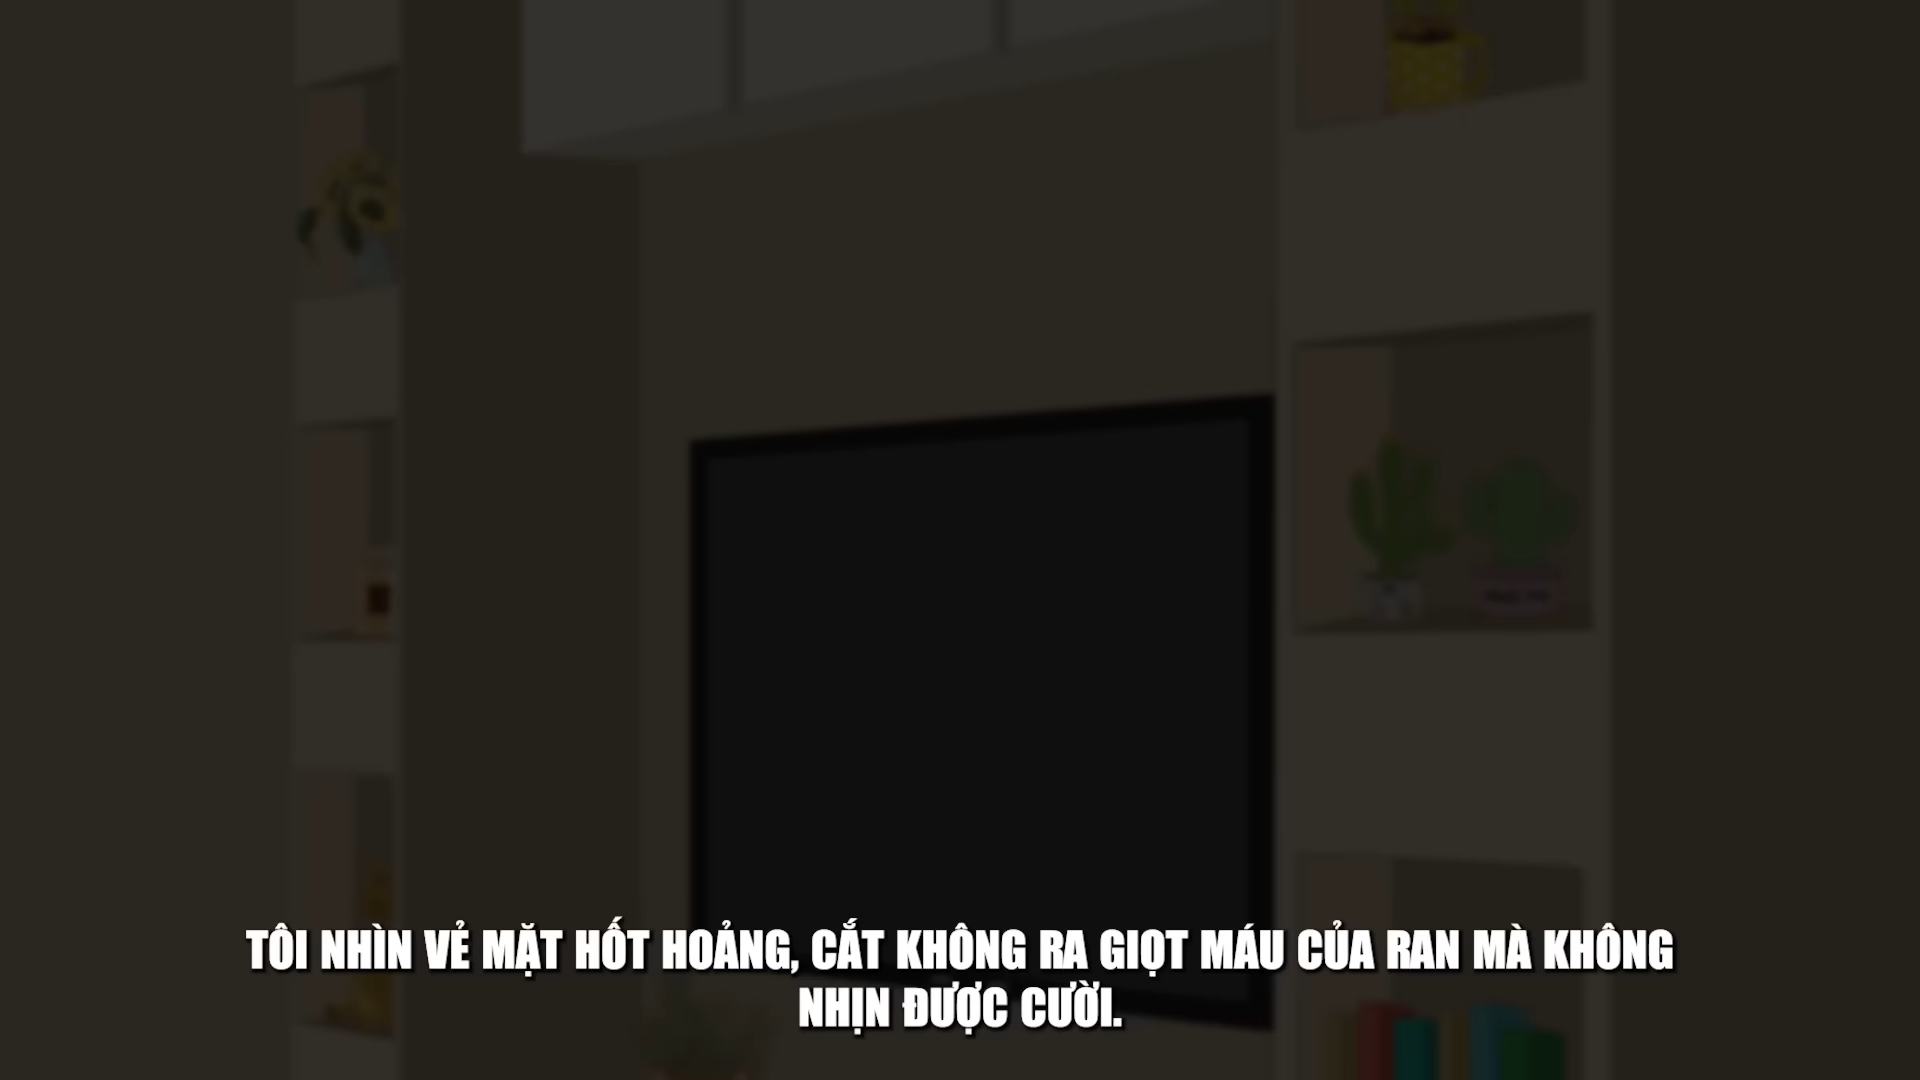 TÔI NHÌN VẺ MẶT HỐT HOẢNG, CẮT KHÔNG RA GIỌT MÁU CỦA RAN MÀ KHÔNG
NHỊN ĐƯỢC CƯỜI.